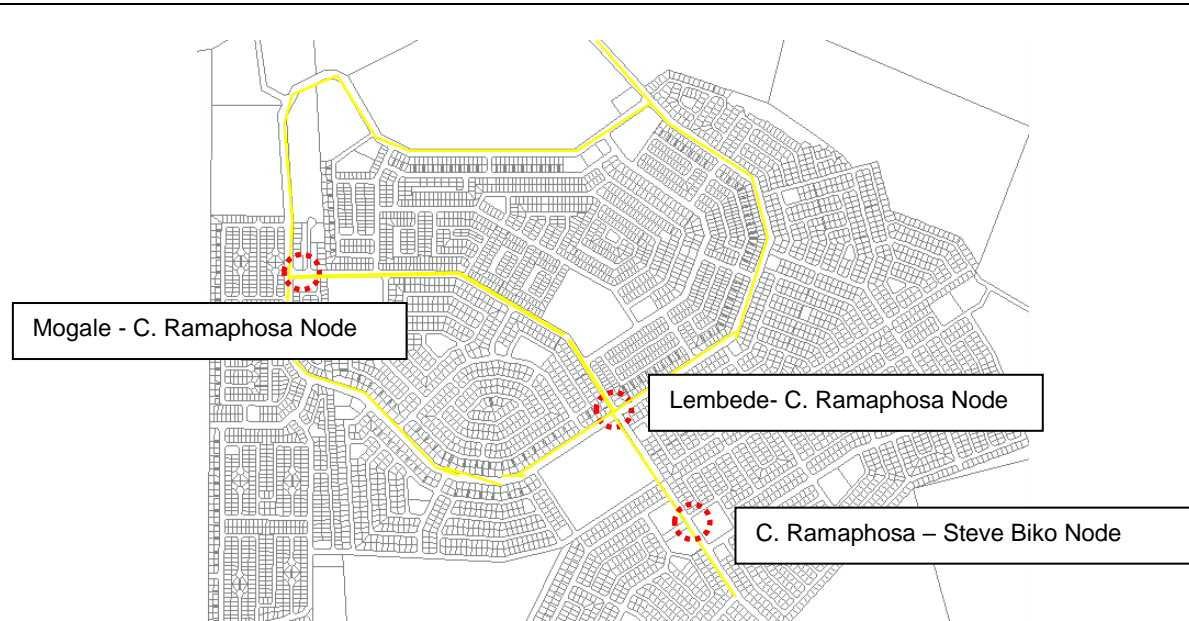 Mogale - C. Ramaphosa Node
Lembede- C. Ramaphosa Node
C. Ramaphosa – Steve Biko Node